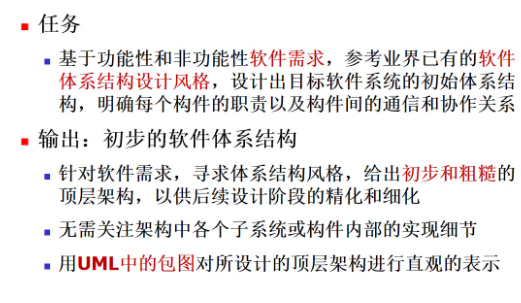 任务
基于功能性和非功能性软件需求，参考业界已有的软件
体系结构设计风格，设计出目标软件系统的初始体系结
构，明确每个构件的职责以及构件间的通信和协作关系
输出：初步的软件体系结构
针对软件需求，寻求体系结构风格，给出初步和粗糙的
顶层架构，以供后续设计阶段的精化和细化
无需关注架构中各个子系统或构件内部的实现细节
用UML中的包图对所设计的顶层架构进行直观的表示